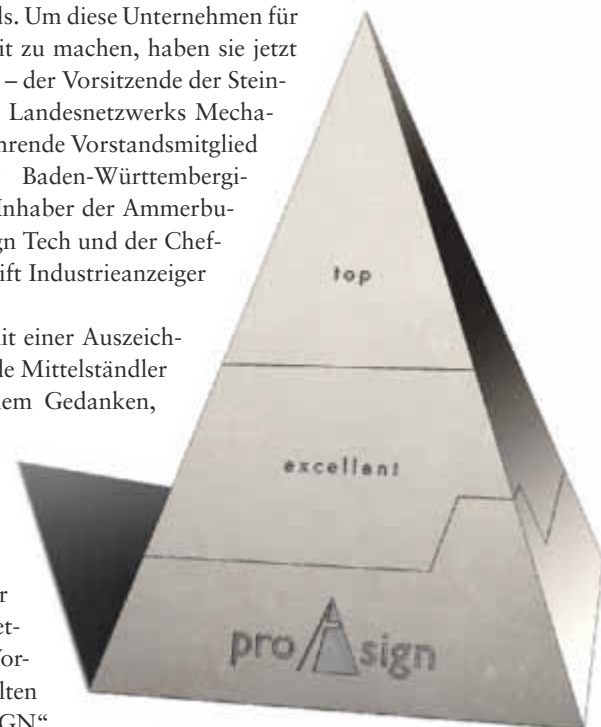 ls. Um diese Unternehmen für
it zu machen, haben sie jetzt
– der Vorsitzende der Stein-
Landesnetzwerks Mecha-
hrende Vorstandsmitglied
Baden-Württembergi-
Inhaber der Ammerbu-
gn Tech und der Chef-
ift Industrieanzeiger
it einer Auszeich-
le Mittelständler
em Gedanken,
r
et-
Vor-
lten
GN“
top
excellent
pro sign